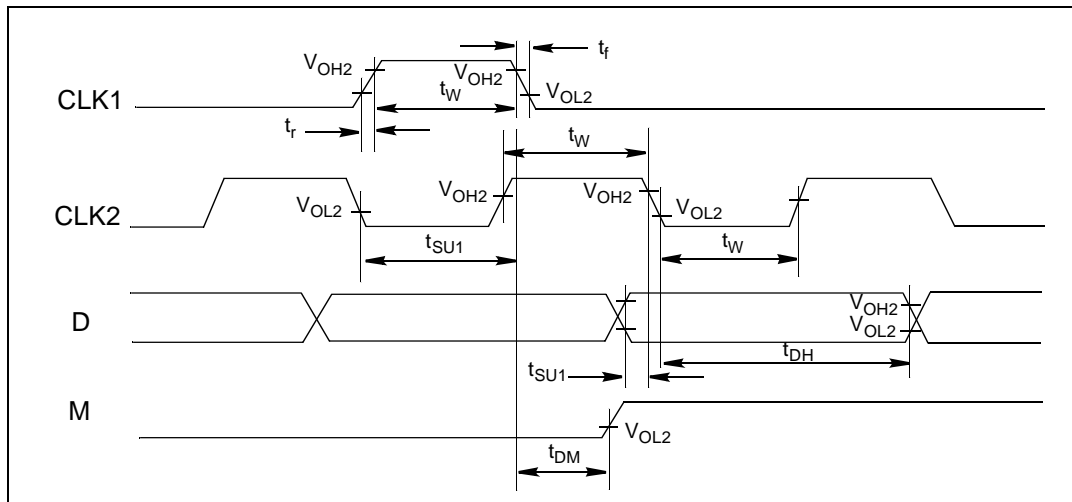 t_f
V_OH2 V_OH2
CLK1 t_W V_OL2
t_r
t_W
V_OH2 V_OH2
CLK2 V_OL2 V_OL2
t_SU1 t_W
D V_OH2
V_OL2
t_DH
t_SU1
M
V_OL2
t_DM